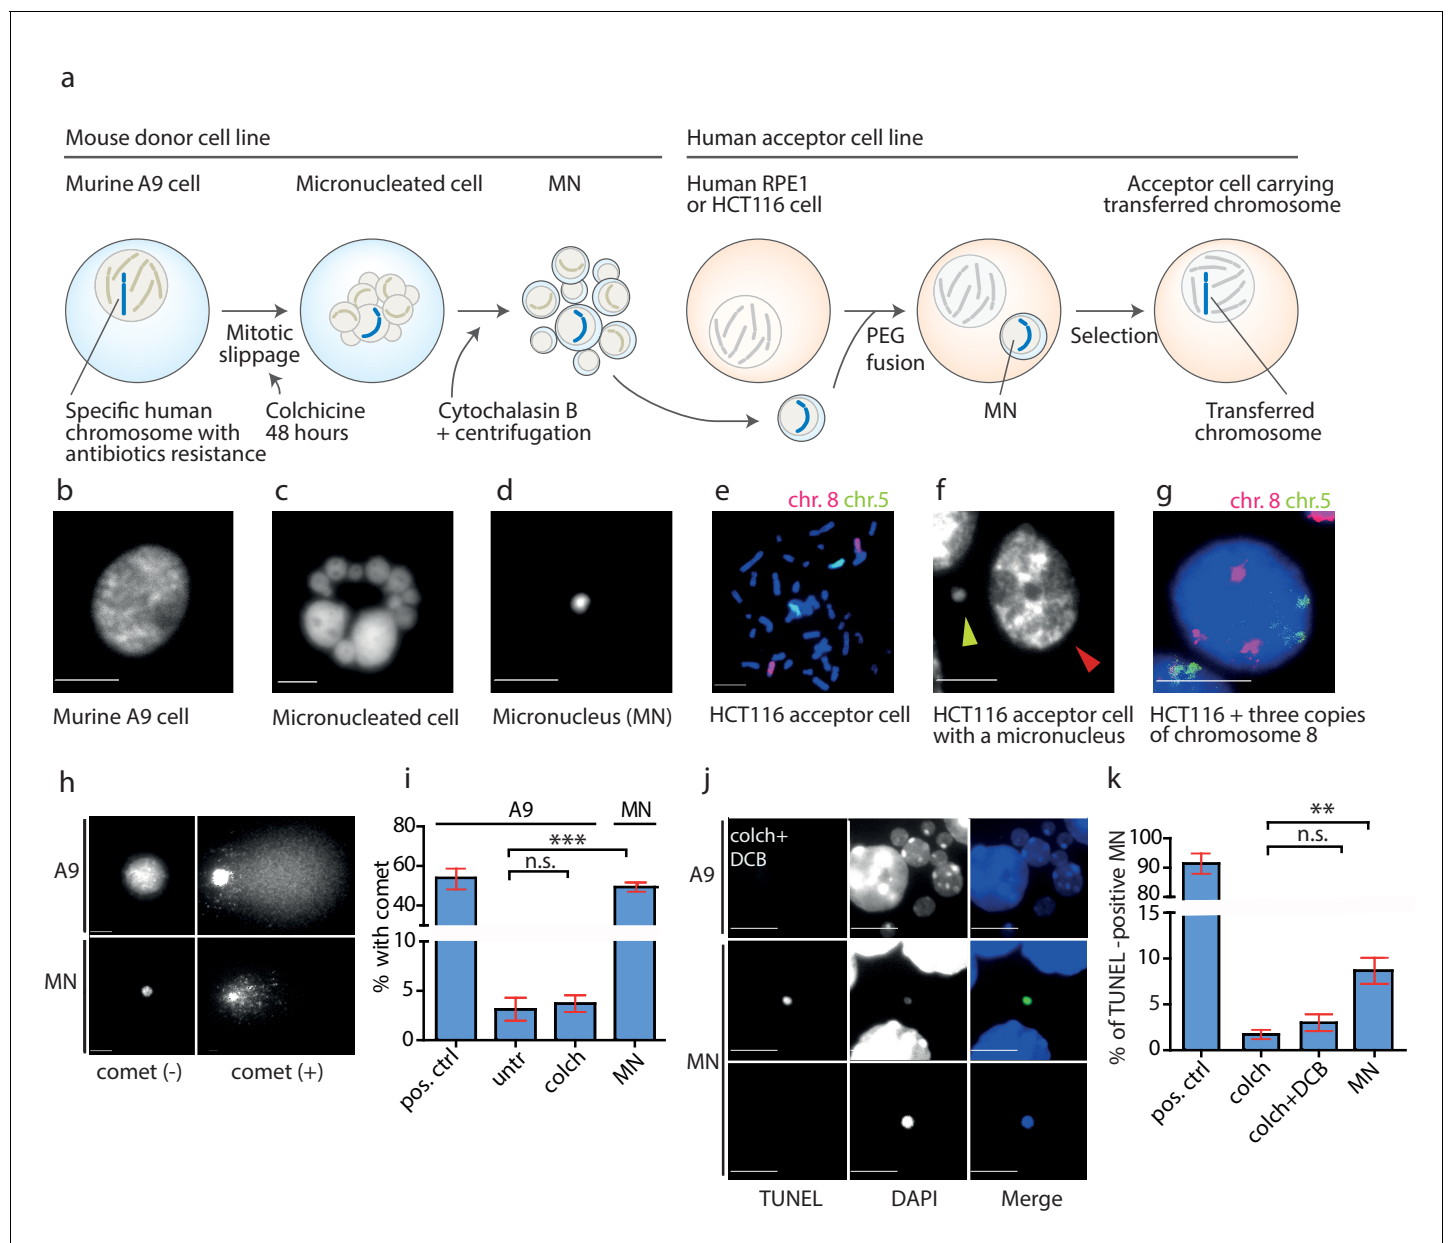 a
Mouse donor cell line
Human acceptor cell line
Murine A9 cell
Micronucleated cell
MN
Human RPE1
or HCT116 cell
Acceptor cell carrying
transferred chromosome
Mitotic
slippage
PEG
fusion
Selection
Specific human
chromosome with
antibiotics resistance
Colchicine
48 hours
Cytochalasin B
+ centrifugation
MN
Transferred
chromosome
b
c
d
e
chr. 8 chr.5
f
g
chr. 8 chr.5
Murine A9 cell
Micronucleated cell
Micronucleus (MN)
HCT116 acceptor cell
HCT116 acceptor cell
with a micronucleus
HCT116 + three copies
of chromosome 8
h
A9
MN
comet (-)
comet (+)
i
A9
MN
***
n.s.
% with comet
80
60
40
10
5
0
pos. ctrl
untr
colch
MN
j
A9
MN
colch+
DCB
TUNEL
DAPI
Merge
k
**
n.s.
% of TUNEL -positive MN
100
90
80
15
10
5
0
pos. ctrl
colch
colch+DCB
MN